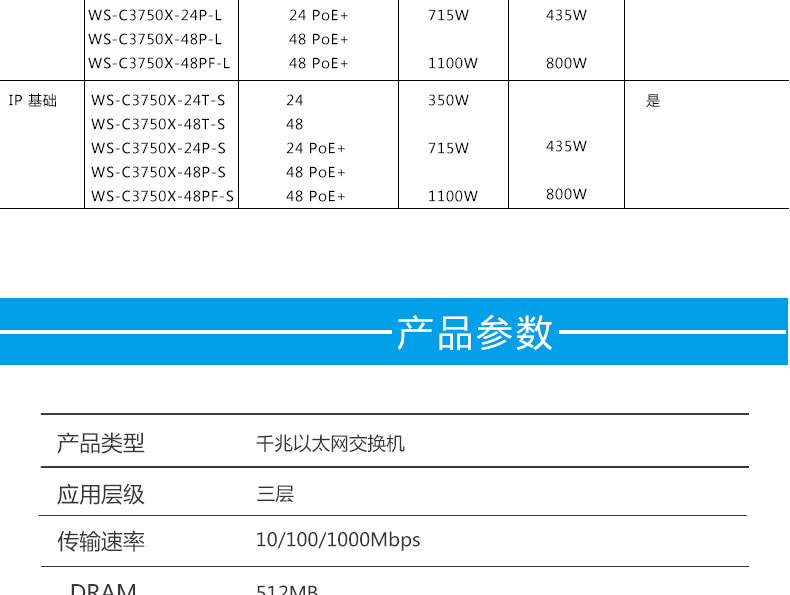 WS-C3750X-24P-L 24 PoE+ 715W 435W
WS-C3750X-48P-L 48 PoE+
WS-C3750X-48PF-L 48 PoE+ 1100W 800W
IP 基础 WS-C3750X-24T-S 24 350W 是
WS-C3750X-48T-S 48
WS-C3750X-24P-S 24 PoE+ 715W 435W
WS-C3750X-48P-S 48 PoE+
WS-C3750X-48PF-S 48 PoE+ 1100W 800W
产品参数
产品类型 千兆以太网交换机
应用层级 三层
传输速率 10/100/1000Mbps
DRAM 512MB